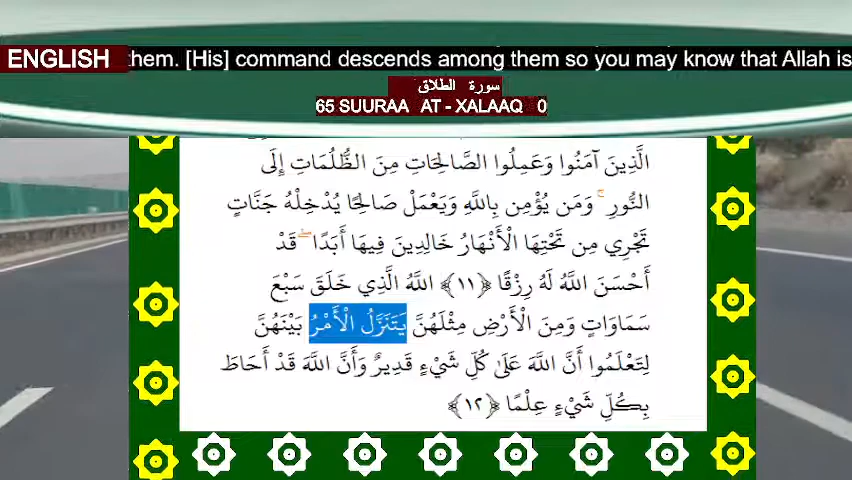 ENGLISH
them. [His] command descends among them so you may know that Allah is
سورة الطلاق
65 SUURAA AT - XALAAQ 0
الَّذِينَ آمَنُوا وَعَمِلُوا الصَّالِحَاتِ مِنَ الظُّلُمَاتِ إِلَى
النُّورِ ۚ وَمَن يُؤْمِن بِاللَّهِ وَيَعْمَلْ صَالِحًا يُدْخِلْهُ جَنَّاتٍ
تَجْرِي مِن تَحْتِهَا الْأَنْهَارُ خَالِدِينَ فِيهَا أَبَدًا ۖ قَدْ
أَحْسَنَ اللَّهُ لَهُ رِزْقًا ﴿١١﴾ اللَّهُ الَّذِي خَلَقَ سَبْعَ
سَمَاوَاتٍ وَمِنَ الْأَرْضِ مِثْلَهُنَّ يَتَنَزَّلُ الْأَمْرُ بَيْنَهُنَّ
لِتَعْلَمُوا أَنَّ اللَّهَ عَلَىٰ كُلِّ شَيْءٍ قَدِيرٌ وَأَنَّ اللَّهَ قَدْ أَحَاطَ
بِكُلِّ شَيْءٍ عِلْمًا ﴿١٢﴾